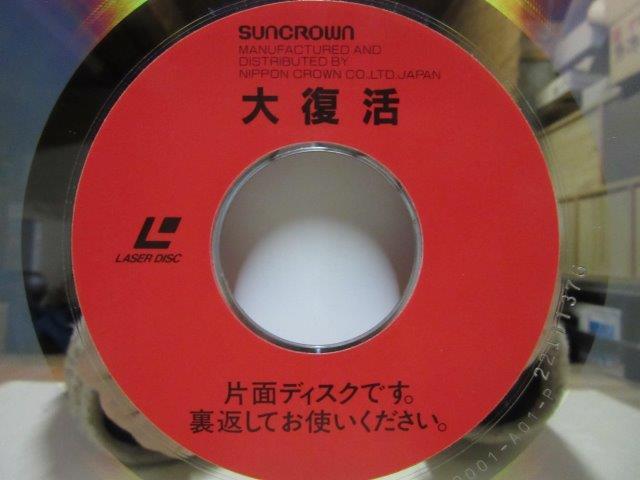 SUNCROWN
MANUFACTURED AND
DISTRIBUTED BY
NIPPON CROWN CO.,LTD.JAPAN
大復活
LASER DISC
片面ディスクです。
裏返してお使いください。